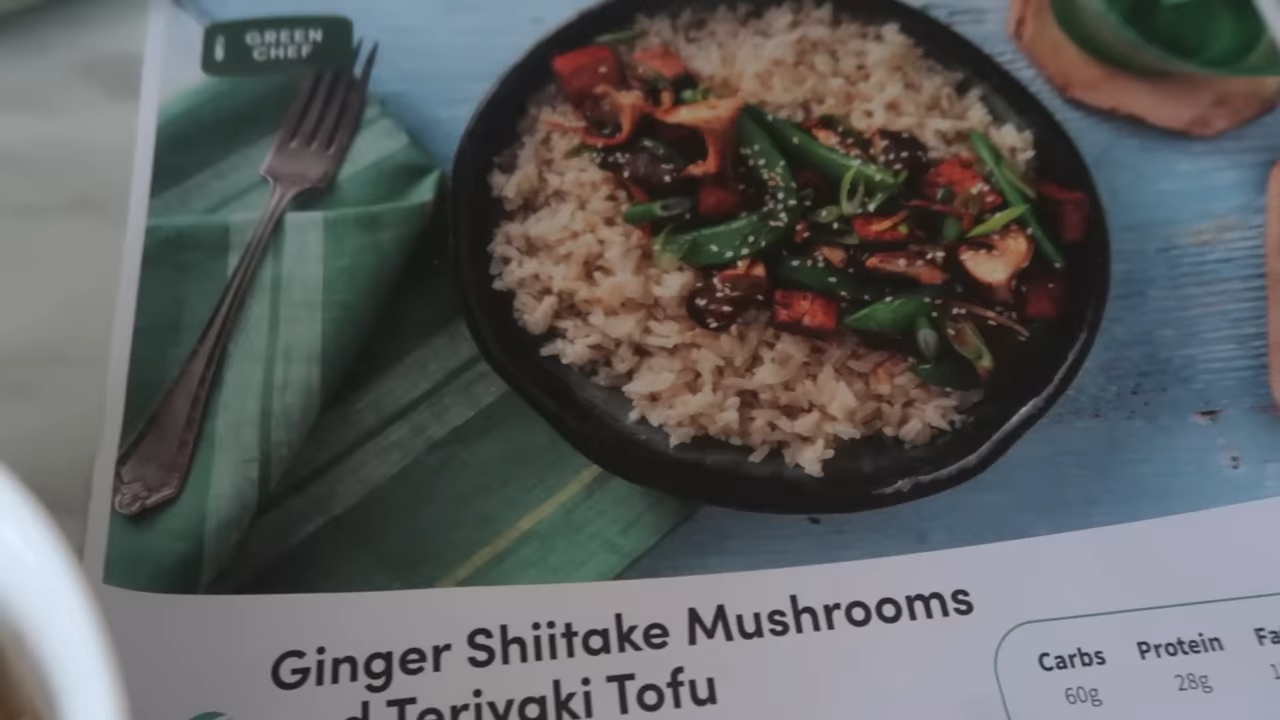 GREEN
CHEF
Ginger Shiitake Mushrooms
Teriyaki Tofu
Carbs Protein
60g 28g